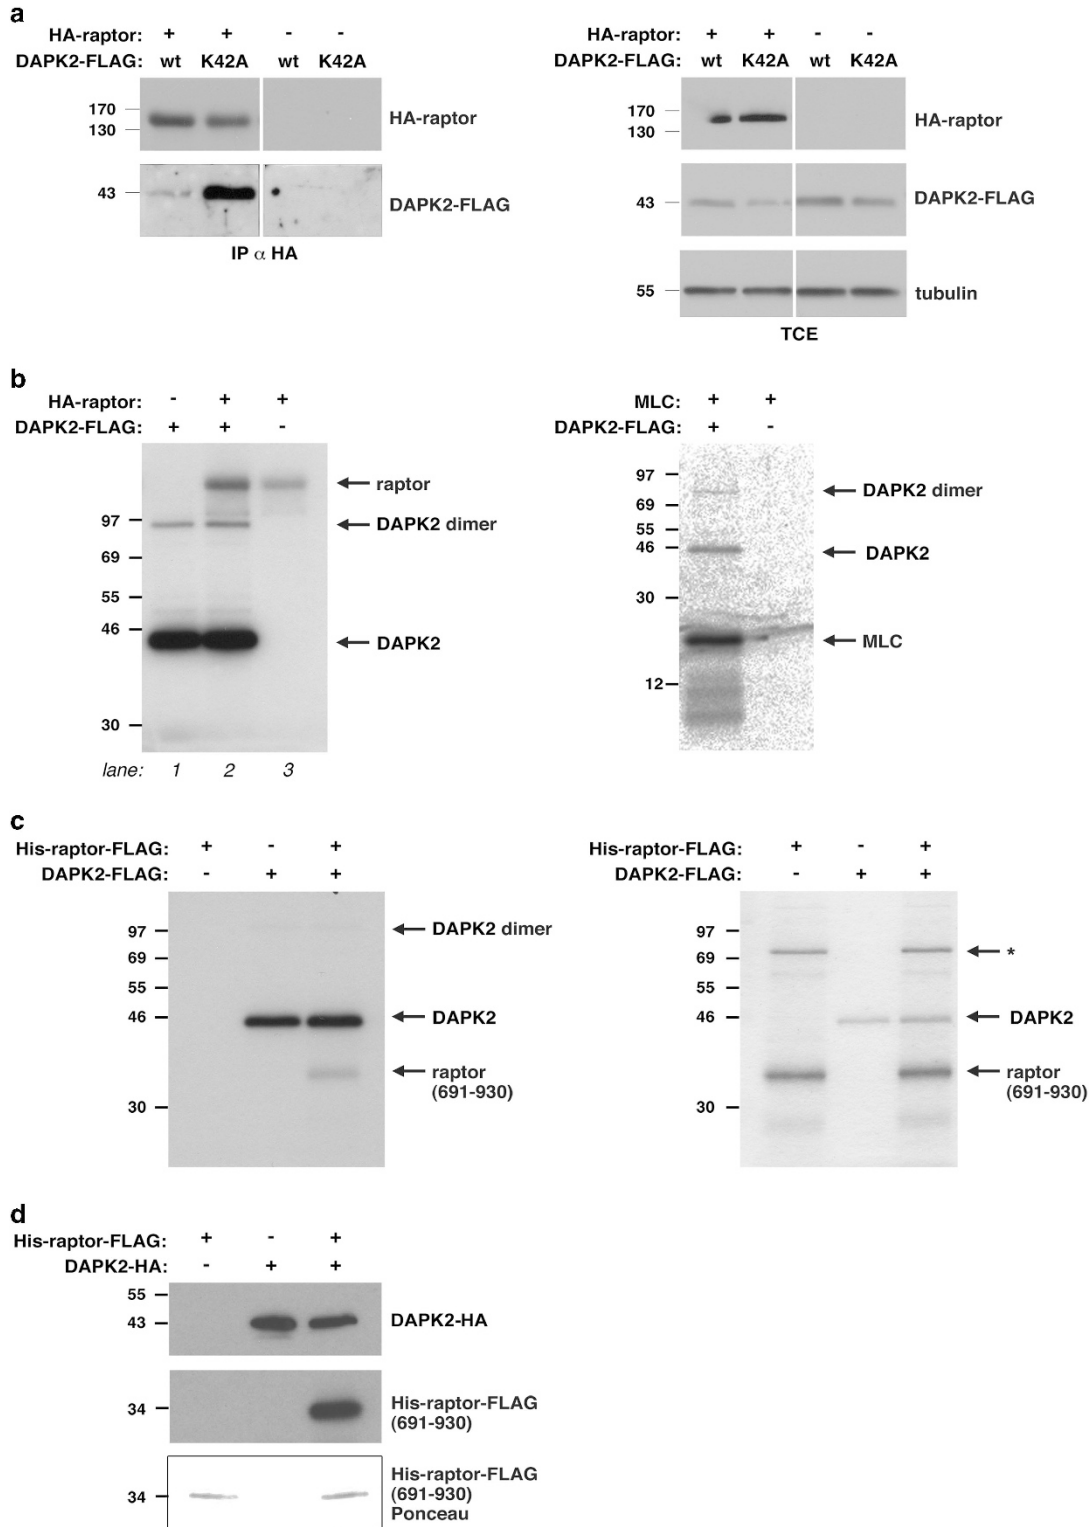 a
HA-raptor: + + - -
DAPK2-FLAG: wt K42A wt K42A
170
130
HA-raptor
43
DAPK2-FLAG
IP α HA
HA-raptor: + + - -
DAPK2-FLAG: wt K42A wt K42A
170
130
HA-raptor
43
DAPK2-FLAG
55
tubulin
TCE
b
HA-raptor: - + +
DAPK2-FLAG: + + -
raptor
97
DAPK2 dimer
69
55
46
DAPK2
30
lane: 1 2 3
MLC: + +
DAPK2-FLAG: + -
97
DAPK2 dimer
69
55
46
DAPK2
30
MLC
12
c
His-raptor-FLAG: + - +
DAPK2-FLAG: - + +
97
DAPK2 dimer
69
55
46
DAPK2
raptor
(691-930)
30
His-raptor-FLAG: + - +
DAPK2-FLAG: - + +
97
*
69
55
46
DAPK2
raptor
(691-930)
30
d
His-raptor-FLAG: + - +
DAPK2-HA: - + +
55
43
DAPK2-HA
34
His-raptor-FLAG
(691-930)
34
His-raptor-FLAG
(691-930)
Ponceau